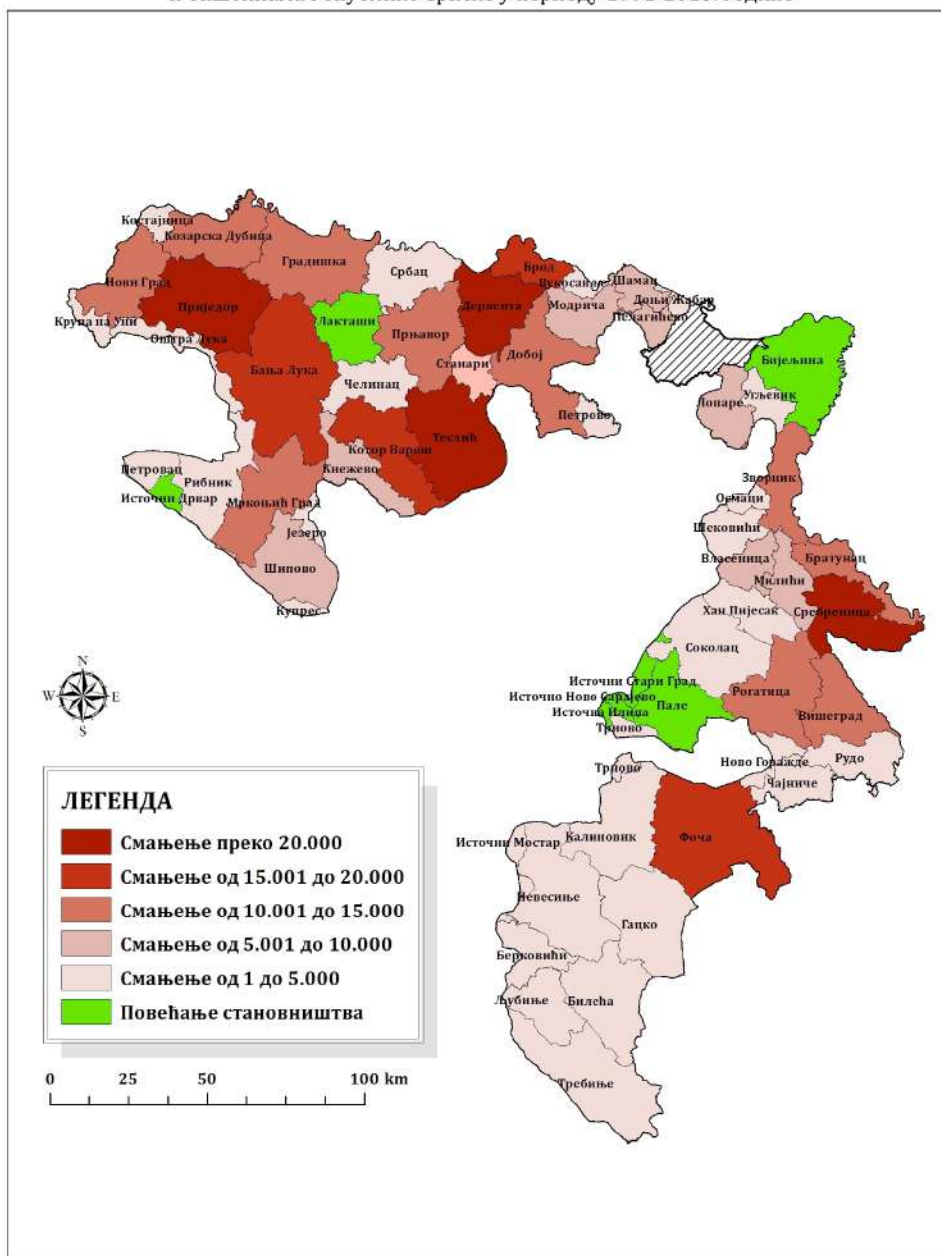 Костајница
Козарска Дубица
Градишка
Србац
Брод
Вукосавље
Шамац
Доњи Жабар
Пелагићево
Модрича
Нови Град
Приједор
Дервента
Крупа на Уни
Оштра Лука
Лакташи
Прњавор
Добој
Бијељина
Бања Лука
Станари
Челинац
Угљевик
Лопаре
Петрово
Теслић
Котор Варош
Кнежево
Петровац
Рибник
Источни Дрвар
Мркоњић Град
Језеро
Шипово
Купрес
Зворник
Осмаци
Шековићи
Власеница
Братунац
Милићи
Сребреница
Хан Пијесак
Соколац
Источни Стари Град
Источно Ново Сарајево
Источна Илиџа
Пале
Рогатица
Вишеград
Трново
Ново Горажде
Рудо
Чајниче
Трново
Источни Мостар
Калиновик
Фоча
Невесиње
Гацко
Берковићи
Љубиње
Билећа
Требиње
N
W E
S
ЛЕГЕНДА
Смањење преко 20.000
Смањење од 15.001 до 20.000
Смањење од 10.001 до 15.000
Смањење од 5.001 до 10.000
Смањење од 1 до 5.000
Повећање становништва
0 25 50 100 km